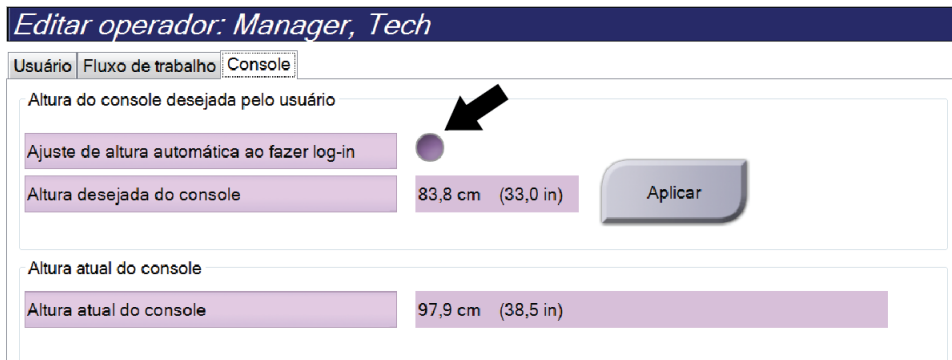 Editar operador: Manager, Tech
Usuário Fluxo de trabalho Console
Altura do console desejada pelo usuário
Ajuste de altura automática ao fazer log-in
Altura desejada do console 83,8 cm (33,0 in) Aplicar
Altura atual do console
Altura atual do console 97,9 cm (38,5 in)